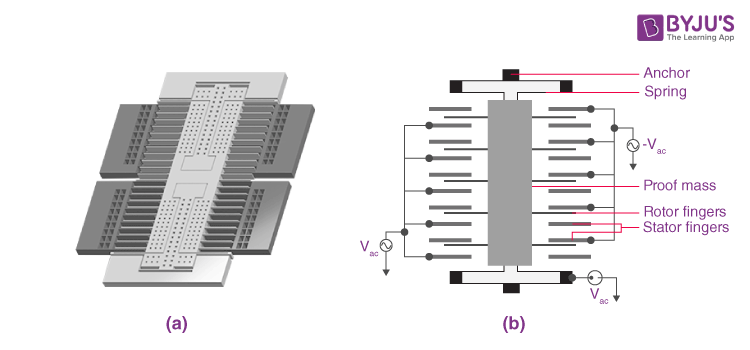 BYJU'S
The Learning App
Anchor
Spring
-Vac
Proof mass
Rotor fingers
Stator fingers
Vac
Vac
(a)
(b)